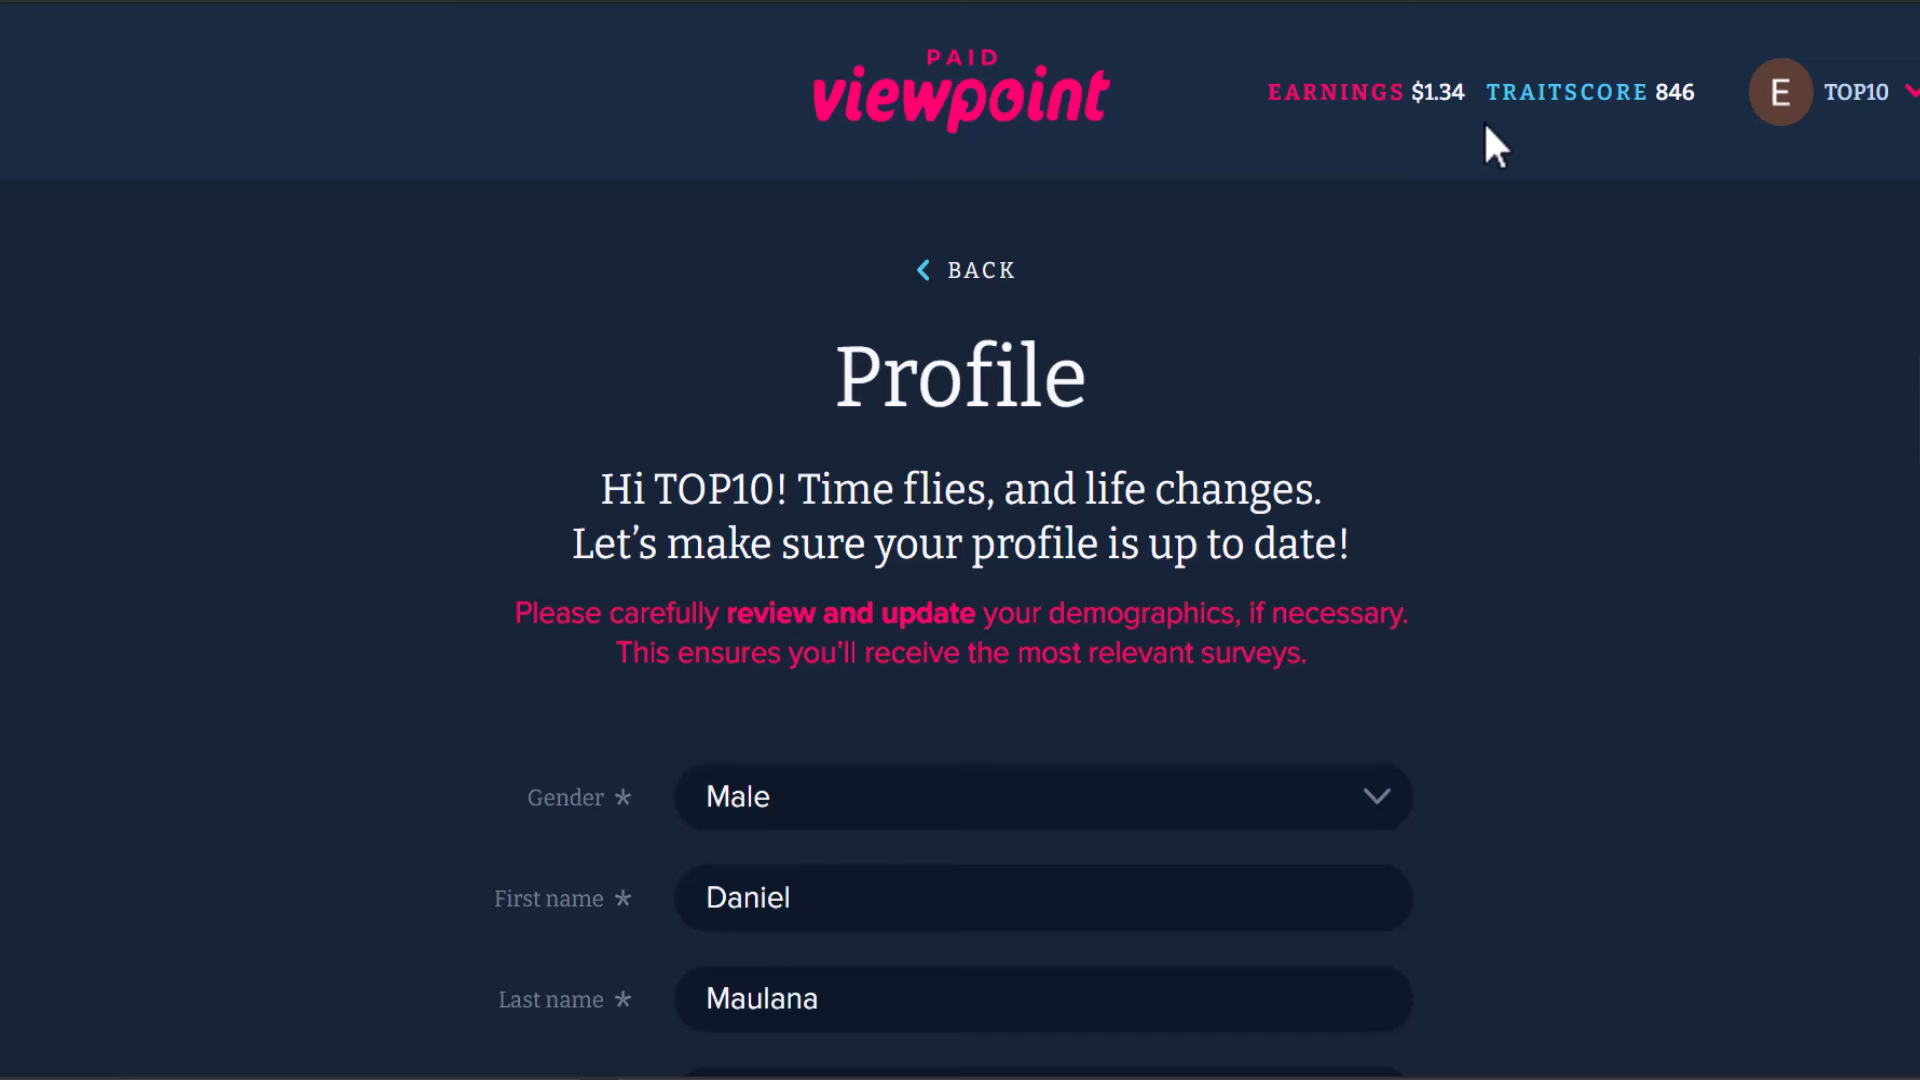 PAID
viewpoint
EARNINGS $1.34 TRAITSCORE 846
E TOP10
BACK
Profile
Hi TOP10! Time flies, and life changes.
Let’s make sure your profile is up to date!
Please carefully review and update your demographics, if necessary.
This ensures you’ll receive the most relevant surveys.
Gender * Male
First name * Daniel
Last name * Maulana